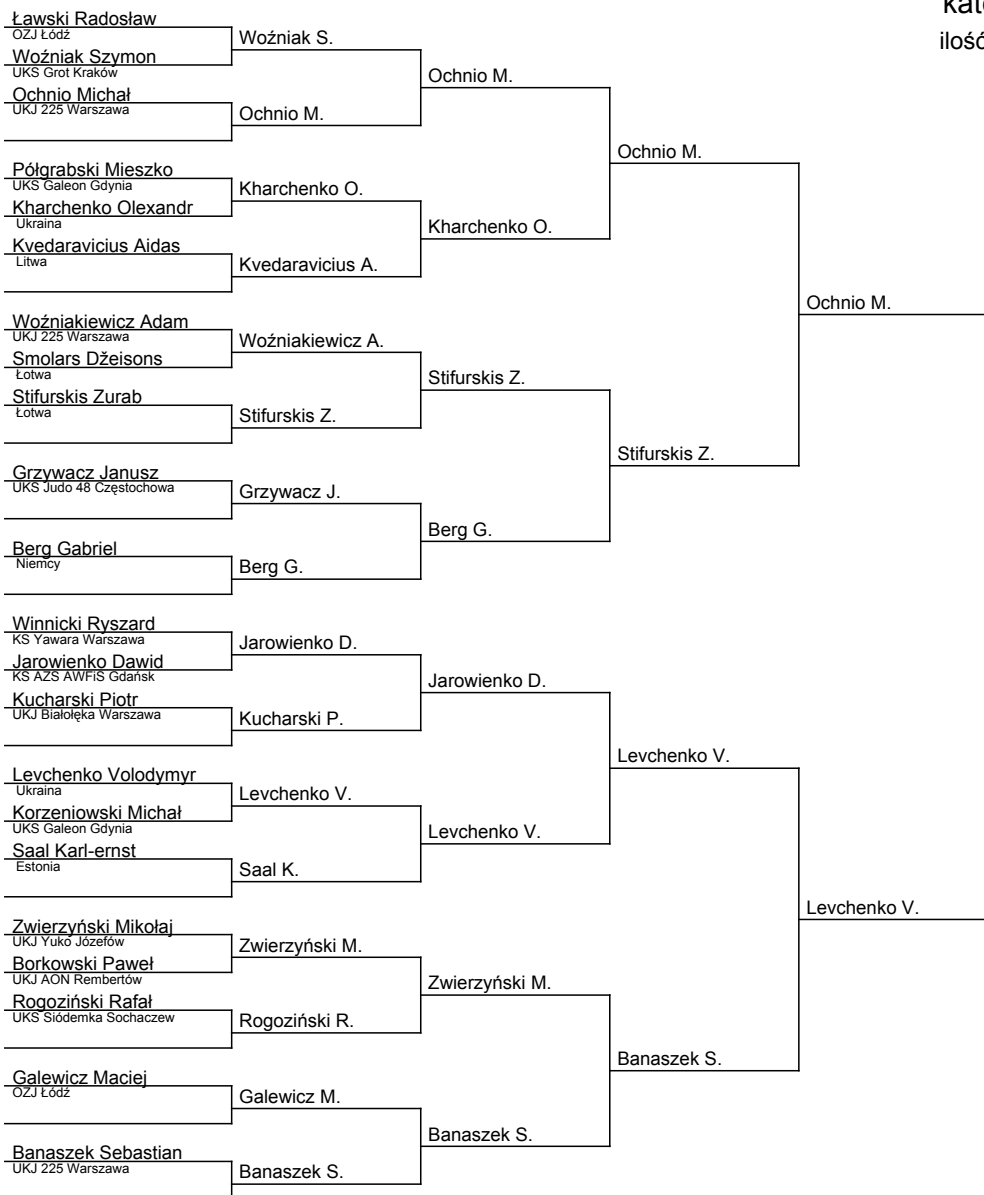 kat
ilość
Ławski Radosław
OZJ Łódź
Woźniak S.
Woźniak Szymon
UKS Grot Kraków
Ochnio M.
Ochnio Michał
UKJ 225 Warszawa
Ochnio M.
Ochnio M.
Półgrabski Mieszko
UKS Galeon Gdynia
Kharchenko O.
Kharchenko Olexandr
Ukraina
Kharchenko O.
Kvedaravicius Aidas
Litwa
Kvedaravicius A.
Ochnio M.
Woźniakiewicz Adam
UKJ 225 Warszawa
Woźniakiewicz A.
Smolars Džeisons
Łotwa
Stifurskis Z.
Stifurskis Zurab
Łotwa
Stifurskis Z.
Stifurskis Z.
Grzywacz Janusz
UKS Judo 48 Częstochowa
Grzywacz J.
Berg G.
Berg Gabriel
Niemcy
Berg G.
Winnicki Ryszard
KS Yawara Warszawa
Jarowienko D.
Jarowienko Dawid
KS AZS AWFiS Gdańsk
Jarowienko D.
Kucharski Piotr
UKJ Białołęka Warszawa
Kucharski P.
Levchenko V.
Levchenko Volodymyr
Ukraina
Levchenko V.
Korzeniowski Michał
UKS Galeon Gdynia
Levchenko V.
Saal Karl-ernst
Estonia
Saal K.
Levchenko V.
Zwierzyński Mikołaj
UKJ Yuko Józefów
Zwierzyński M.
Borkowski Paweł
UKJ AON Rembertów
Zwierzyński M.
Rogoziński Rafał
UKS Siódemka Sochaczew
Rogoziński R.
Banaszek S.
Galewicz Maciej
OZJ Łódź
Galewicz M.
Banaszek S.
Banaszek Sebastian
UKJ 225 Warszawa
Banaszek S.